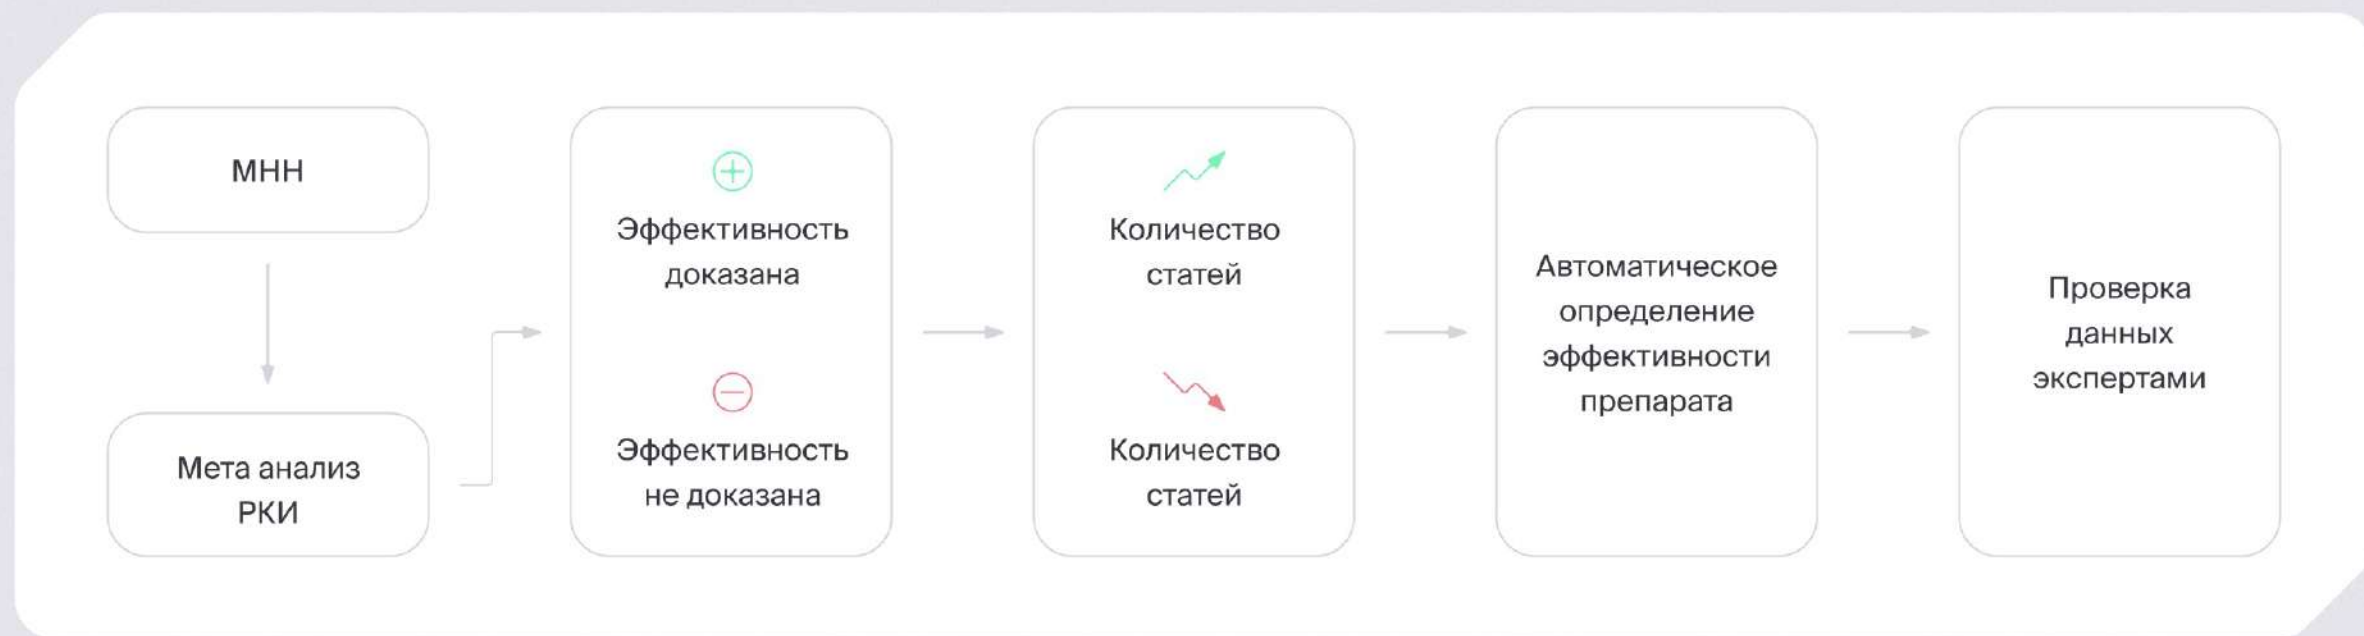 МНН
Мета анализ
РКИ
Эффективность
доказана
Эффективность
не доказана
Количество
статей
Количество
статей
Автоматическое
определение
эффективности
препарата
Проверка
данных
экспертами